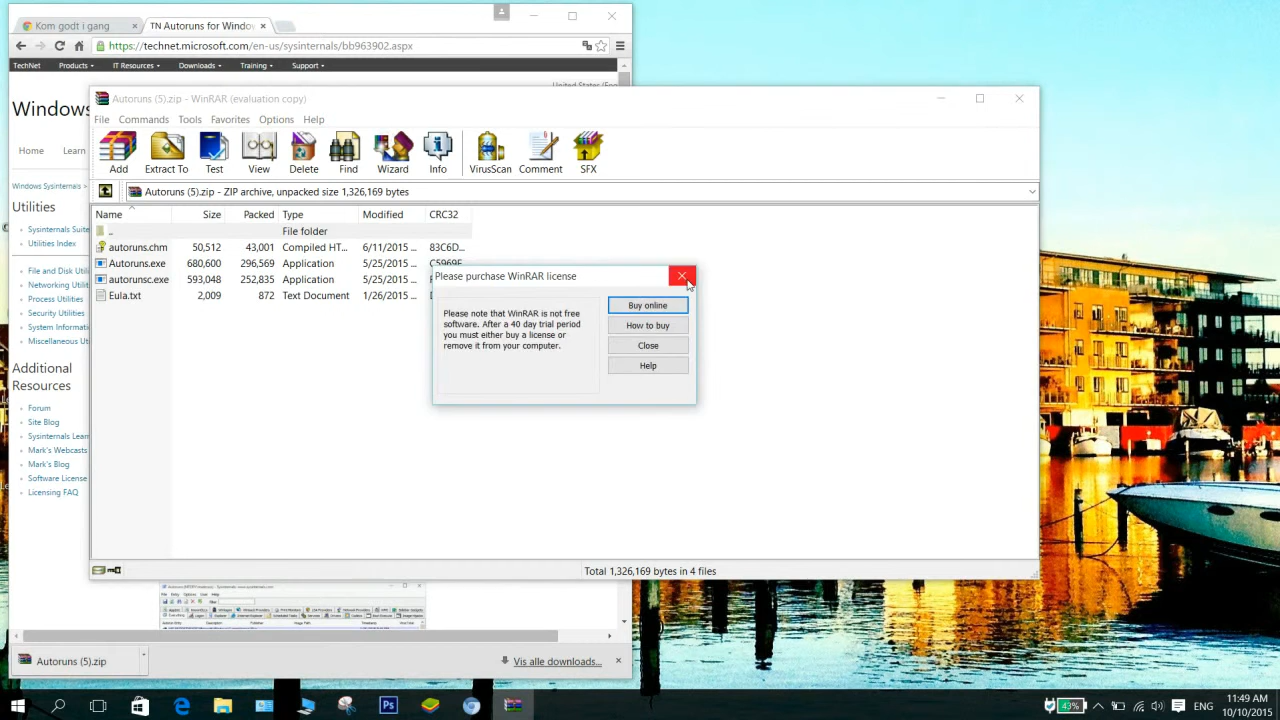 Kom godt i gang
TN Autoruns for Window
https://technet.microsoft.com/en-us/sysinternals/bb963902.aspx
TechNet Products IT Resources Downloads Training Support
United States (Eng
Windows
Home Learn
Windows Sysinternals >
Utilities
Sysinternals Suite
Utilities Index
File and Disk Utili
Networking Utilit
Process Utilities
Security Utilities
System Informati
Miscellaneous Ut
Additional
Resources
Forum
Site Blog
Sysinternals Learn
Mark's Webcasts
Mark's Blog
Software License
Licensing FAQ
Autoruns (5).zip - WinRAR (evaluation copy)
File Commands Tools Favorites Options Help
Add Extract To Test View Delete Find Wizard Info VirusScan Comment SFX
Autoruns (5).zip - ZIP archive, unpacked size 1,326,169 bytes
Name Size Packed Type Modified CRC32
.. File folder
autoruns.chm 50,512 43,001 Compiled HT... 6/11/2015 ... 83C6D...
Autoruns.exe 680,600 296,569 Application 5/25/2015 ... C5969F
autorunsc.exe 593,048 252,835 Application 5/25/2015 ...
Eula.txt 2,009 872 Text Document 1/26/2015 ...
Please purchase WinRAR license
Please note that WinRAR is not free
software. After a 40 day trial period
you must either buy a license or
remove it from your computer.
Buy online
How to buy
Close
Help
Total 1,326,169 bytes in 4 files
Autoruns (5).zip
Vis alle downloads...
43%
ENG
11:49 AM
10/10/2015